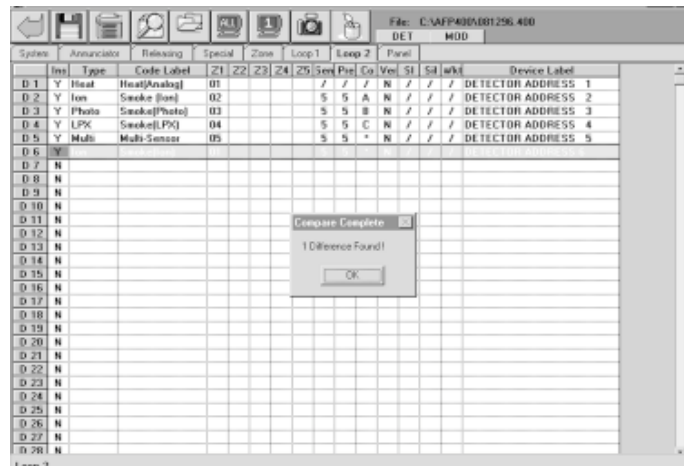 File: C:\AFP400\081296.400
DET MOD
System Annunciator Releasing Special Zone Loop 1 Loop 2 Panel
Ins Type Code Label Z1 Z2 Z3 Z4 Z5 Sen Pre Co Ver SI Sil Wkt Device Label
D 1 Y Heat Heat(Analog) 01 / / / N / / / DETECTOR ADDRESS 1
D 2 Y Ion Smoke (Ion) 02 5 5 A N / / / DETECTOR ADDRESS 2
D 3 Y Photo Smoke(Photo) 03 5 5 B N / / / DETECTOR ADDRESS 3
D 4 Y LPX Smoke(LPX) 04 5 5 C N / / / DETECTOR ADDRESS 4
D 5 Y Multi Multi-Sensor 05 5 5 * N / / / DETECTOR ADDRESS 5
D 6 Y
D 7 N
D 8 N
D 9 N
D 10 N
D 11 N
D 12 N
D 13 N
D 14 N
D 15 N
D 16 N
D 17 N
D 18 N
D 19 N
D 20 N
D 21 N
D 22 N
D 23 N
D 24 N
D 25 N
D 26 N
D 27 N
D 28 N
Compare Complete
1 Difference Found!
OK
Loop 2